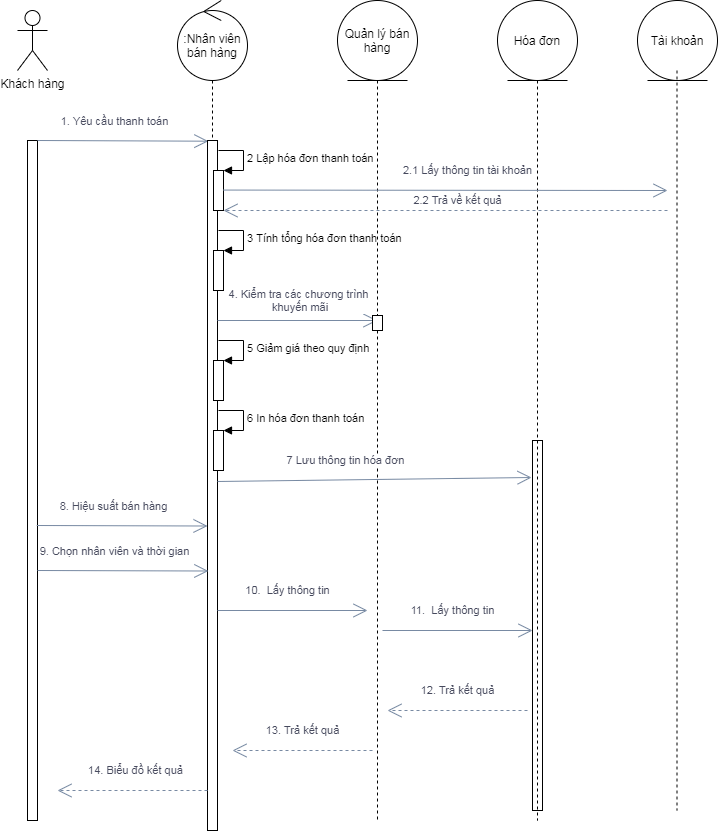 Khách hàng
:Nhân viên
bán hàng
Quản lý bán
hàng
Hóa đơn
Tài khoản
1. Yêu cầu thanh toán
2 Lập hóa đơn thanh toán
2.1 Lấy thông tin tài khoản
2.2 Trả về kết quả
3 Tính tổng hóa đơn thanh toán
4. Kiểm tra các chương trình
khuyến mãi
5 Giảm giá theo quy định
6 In hóa đơn thanh toán
7 Lưu thông tin hóa đơn
8. Hiệu suất bán hàng
9. Chọn nhân viên và thời gian
10. Lấy thông tin
11. Lấy thông tin
12. Trả kết quả
13. Trả kết quả
14. Biểu đồ kết quả